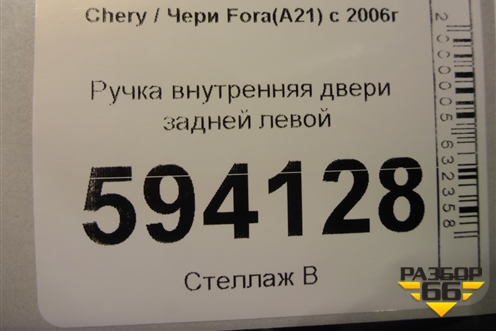 Chery / Чери Fora(A21) с 2006г
Ручка внутренняя двери
задней левой
594128
Стеллаж В
2000005632358
РАЗБОР
66